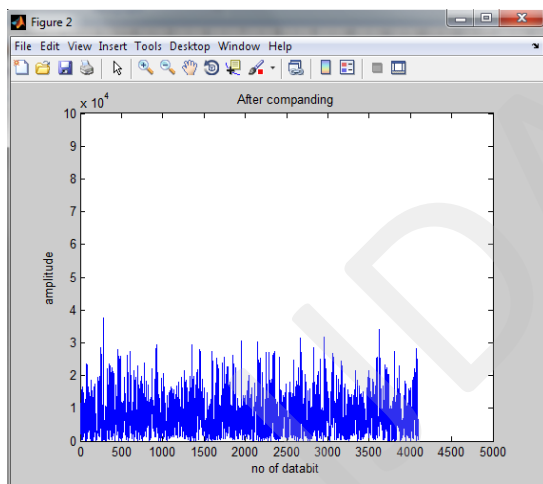 Figure 2
File Edit View Insert Tools Desktop Window Help
After companding
x 10^4
10
9
8
7
6
5
4
3
2
1
0
amplitude
0 500 1000 1500 2000 2500 3000 3500 4000 4500 5000
no of databit